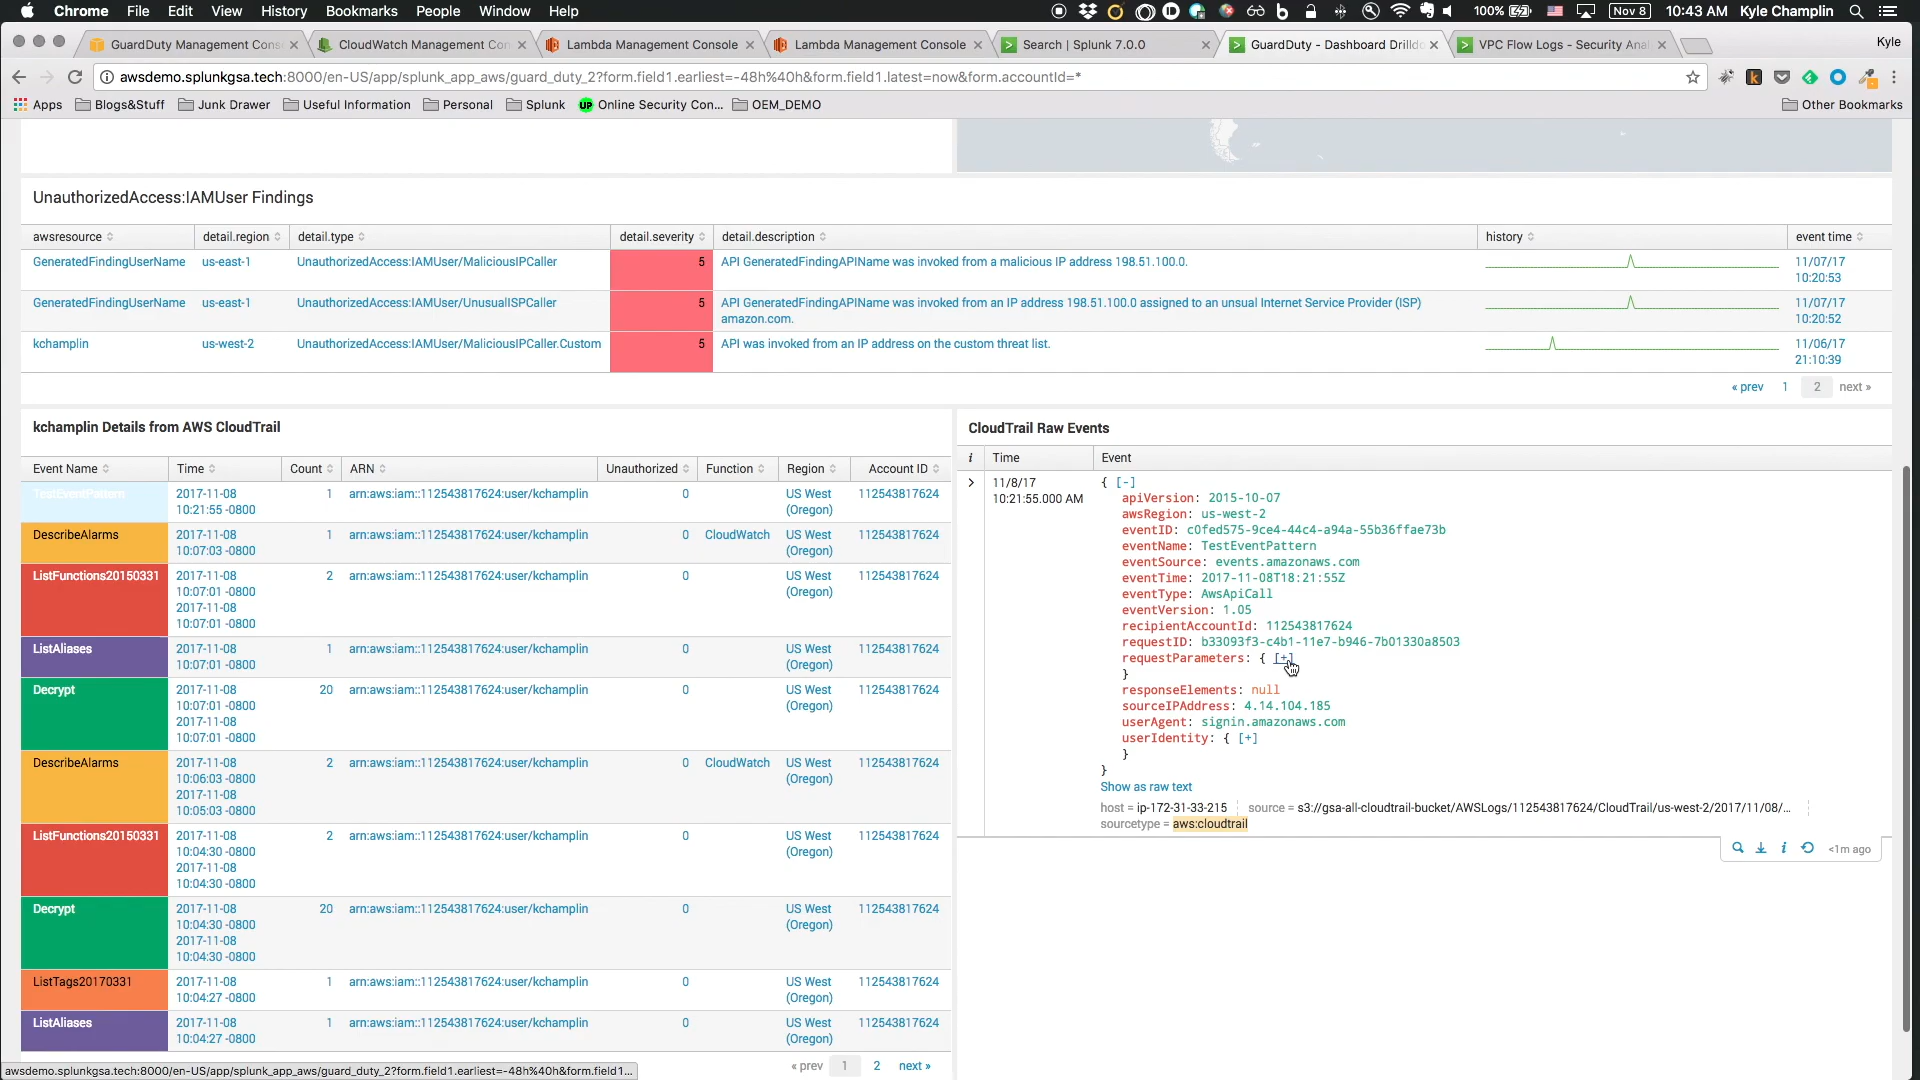 Chrome File Edit View History Bookmarks People Window Help 100% Nov 8 10:43 AM Kyle Champlin
GuardDuty Management Cons CloudWatch Management Con Lambda Management Console Lambda Management Console Search | Splunk 7.0.0 GuardDuty - Dashboard Drilldo VPC Flow Logs - Security Anal Kyle
awsdemo.splunkgsa.tech:8000/en-US/app/splunk_app_aws/guard_duty_2?form.field1.earliest=-48h%40h&form.field1.latest=now&form.accountId=*
Apps Blogs&Stuff Junk Drawer Useful Information Personal Splunk UP Online Security Con... OEM_DEMO Other Bookmarks
UnauthorizedAccess:IAMUser Findings
awsresource detail.region detail.type detail.severity detail.description history event time
GeneratedFindingUserName us-east-1 UnauthorizedAccess:IAMUser/MaliciousIPCaller 5 API GeneratedFindingAPIName was invoked from a malicious IP address 198.51.100.0. 11/07/17
10:20:53
GeneratedFindingUserName us-east-1 UnauthorizedAccess:IAMUser/UnusualISPCaller 5 API GeneratedFindingAPIName was invoked from an IP address 198.51.100.0 assigned to an unsual Internet Service Provider (ISP) 11/07/17
amazon.com. 10:20:52
kchamplin us-west-2 UnauthorizedAccess:IAMUser/MaliciousIPCaller.Custom 5 API was invoked from an IP address on the custom threat list. 11/06/17
21:10:39
« prev 1 2 next »
kchamplin Details from AWS CloudTrail
Event Name Time Count ARN Unauthorized Function Region Account ID
TestEventPattern 2017-11-08 1 arn:aws:iam::112543817624:user/kchamplin 0 US West 112543817624
10:21:55 -0800 (Oregon)
DescribeAlarms 2017-11-08 1 arn:aws:iam::112543817624:user/kchamplin 0 CloudWatch US West 112543817624
10:07:03 -0800 (Oregon)
ListFunctions20150331 2017-11-08 2 arn:aws:iam::112543817624:user/kchamplin 0 US West 112543817624
10:07:01 -0800 (Oregon)
2017-11-08
10:07:01 -0800
ListAliases 2017-11-08 1 arn:aws:iam::112543817624:user/kchamplin 0 US West 112543817624
10:07:01 -0800 (Oregon)
Decrypt 2017-11-08 20 arn:aws:iam::112543817624:user/kchamplin 0 US West 112543817624
10:07:01 -0800 (Oregon)
2017-11-08
10:07:01 -0800
DescribeAlarms 2017-11-08 2 arn:aws:iam::112543817624:user/kchamplin 0 CloudWatch US West 112543817624
10:06:03 -0800 (Oregon)
2017-11-08
10:05:03 -0800
ListFunctions20150331 2017-11-08 2 arn:aws:iam::112543817624:user/kchamplin 0 US West 112543817624
10:04:30 -0800 (Oregon)
2017-11-08
10:04:30 -0800
Decrypt 2017-11-08 20 arn:aws:iam::112543817624:user/kchamplin 0 US West 112543817624
10:04:30 -0800 (Oregon)
2017-11-08
10:04:30 -0800
ListTags20170331 2017-11-08 1 arn:aws:iam::112543817624:user/kchamplin 0 US West 112543817624
10:04:27 -0800 (Oregon)
ListAliases 2017-11-08 1 arn:aws:iam::112543817624:user/kchamplin 0 US West 112543817624
10:04:27 -0800 (Oregon)
« prev 1 2 next »
CloudTrail Raw Events
i Time Event
11/8/17 { [-]
10:21:55.000 AM apiVersion: 2015-10-07
awsRegion: us-west-2
eventID: c0fed575-9ce4-44c4-a94a-55b36ffae73b
eventName: TestEventPattern
eventSource: events.amazonaws.com
eventTime: 2017-11-08T18:21:55Z
eventType: AwsApiCall
eventVersion: 1.05
recipientAccountId: 112543817624
requestID: b33093f3-c4b1-11e7-b946-7b01330a8503
requestParameters: { [+]
}
responseElements: null
sourceIPAddress: 4.14.104.185
userAgent: signin.amazonaws.com
userIdentity: { [+]
}
}
Show as raw text
host = ip-172-31-33-215 source = s3://gsa-all-cloudtrail-bucket/AWSLogs/112543817624/CloudTrail/us-west-2/2017/11/08/...
sourcetype = aws:cloudtrail
<1m ago
awsdemo.splunkgsa.tech:8000/en-US/app/splunk_app_aws/guard_duty_2?form.field1.earliest=-48h%40h&form.field1...